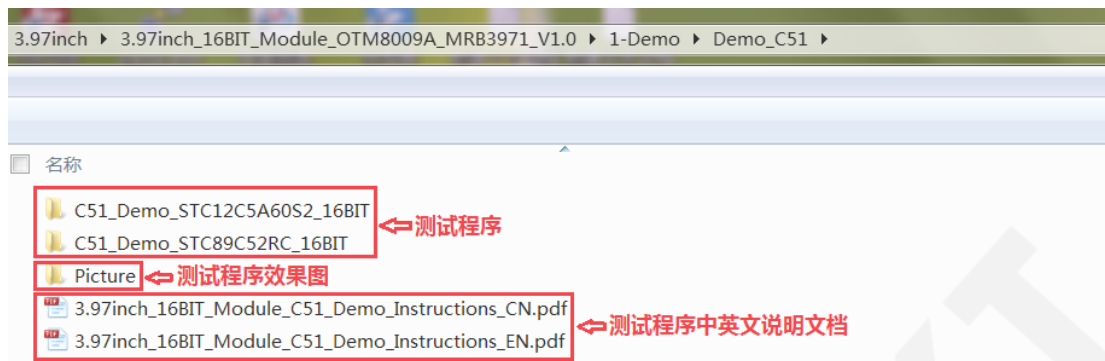 3.97inch ▸ 3.97inch_16BIT_Module_OTM8009A_MRB3971_V1.0 ▸ 1-Demo ▸ Demo_C51 ▸
名称
C51_Demo_STC12C5A60S2_16BIT
测试程序
C51_Demo_STC89C52RC_16BIT
Picture 测试程序效果图
3.97inch_16BIT_Module_C51_Demo_Instructions_CN.pdf
测试程序中英文说明文档
3.97inch_16BIT_Module_C51_Demo_Instructions_EN.pdf